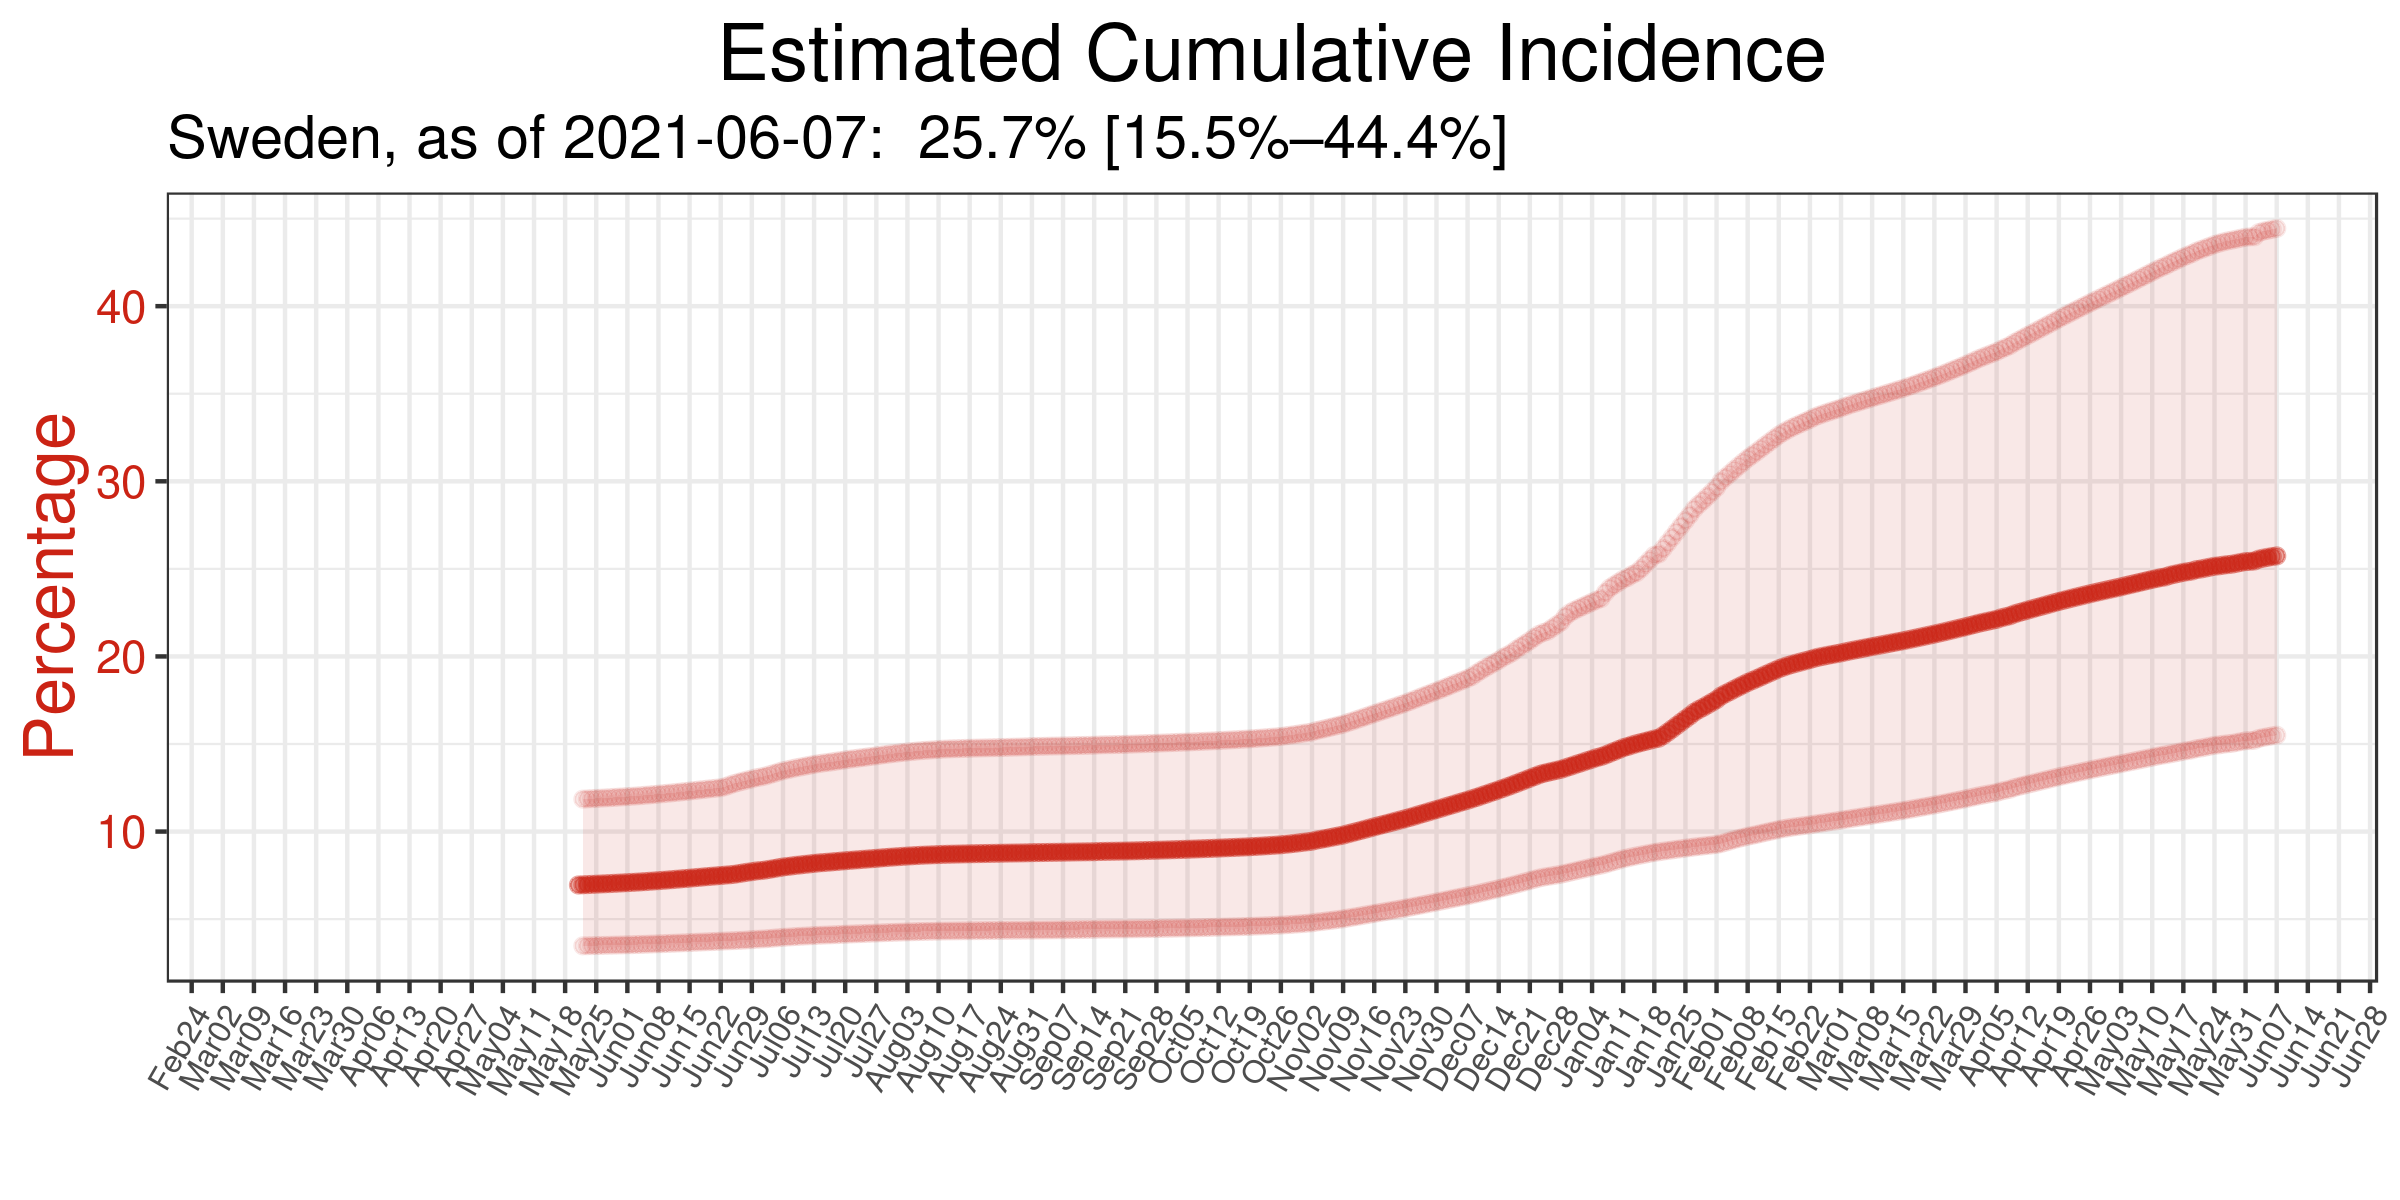 Estimated Cumulative Incidence
Sweden, as of 2021-06-07:  25.7% [15.5%–44.4%]
Percentage
40
30
20
10
Feb24
Mar02
Mar09
Mar16
Mar23
Mar30
Apr06
Apr13
Apr20
Apr27
May04
May11
May18
May25
Jun01
Jun08
Jun15
Jun22
Jun29
Jul06
Jul13
Jul20
Jul27
Aug03
Aug10
Aug17
Aug24
Aug31
Sep07
Sep14
Sep21
Sep28
Oct05
Oct12
Oct19
Oct26
Nov02
Nov09
Nov16
Nov23
Nov30
Dec07
Dec14
Dec21
Dec28
Jan04
Jan11
Jan18
Jan25
Feb01
Feb08
Feb15
Feb22
Mar01
Mar08
Mar15
Mar22
Mar29
Apr05
Apr12
Apr19
Apr26
May03
May10
May17
May24
May31
Jun07
Jun14
Jun21
Jun28